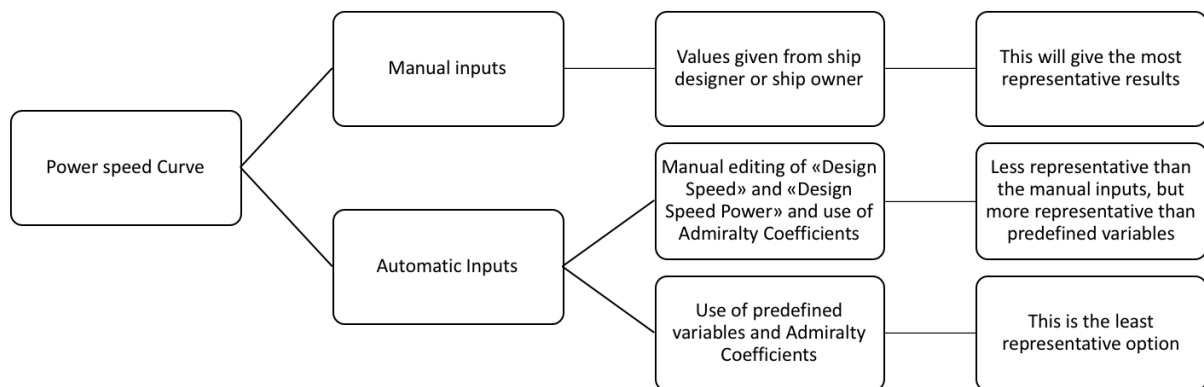 Power speed Curve
Manual inputs
Values given from ship
designer or ship owner
This will give the most
representative results
Automatic Inputs
Manual editing of «Design
Speed» and «Design
Speed Power» and use of
Admiralty Coefficients
Less representative than
the manual inputs, but
more representative than
predefined variables
Use of predefined
variables and Admiralty
Coefficients
This is the least
representative option